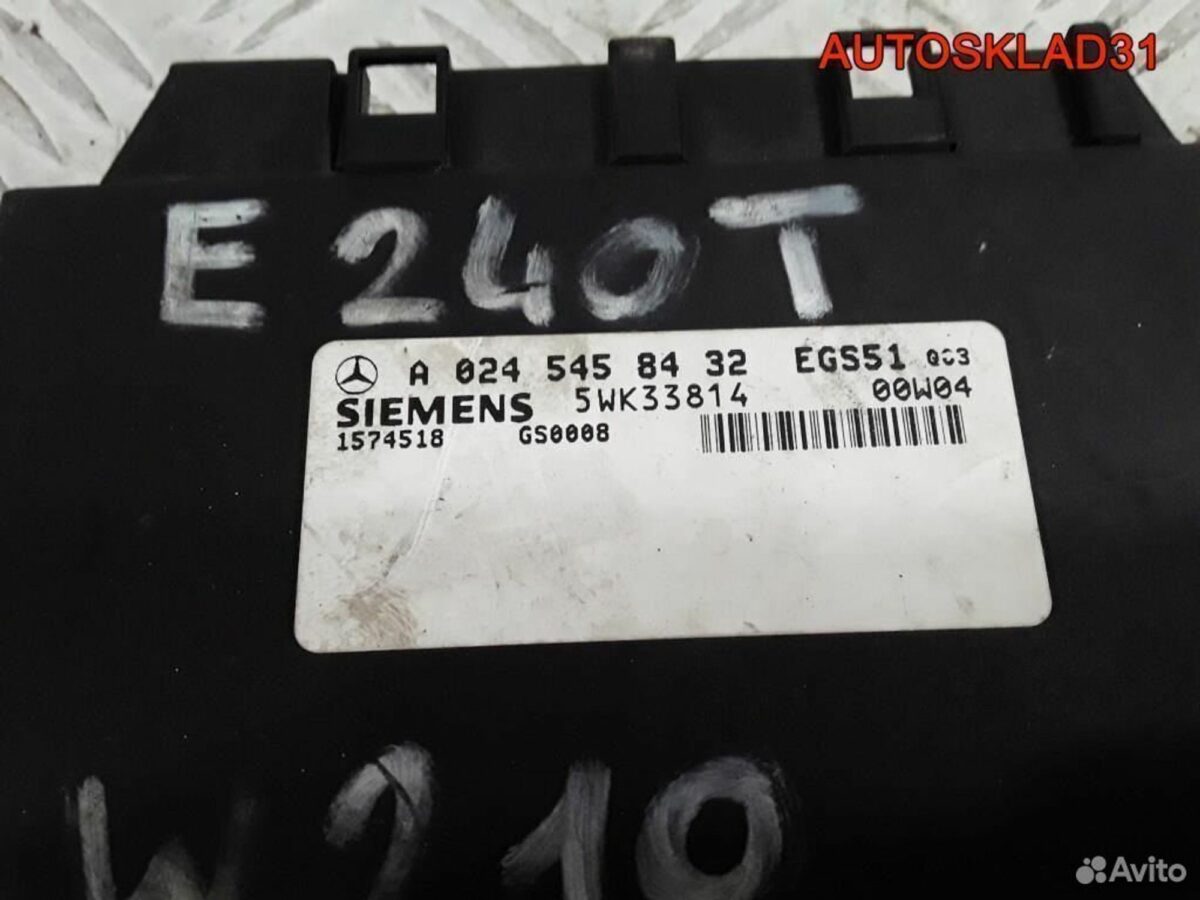 AUTOSKLAD31
E240T
A 024 545 84 32 EGS51
SIEMENS 5WK33814 00W04
1574518 GS0008
W210
Avito